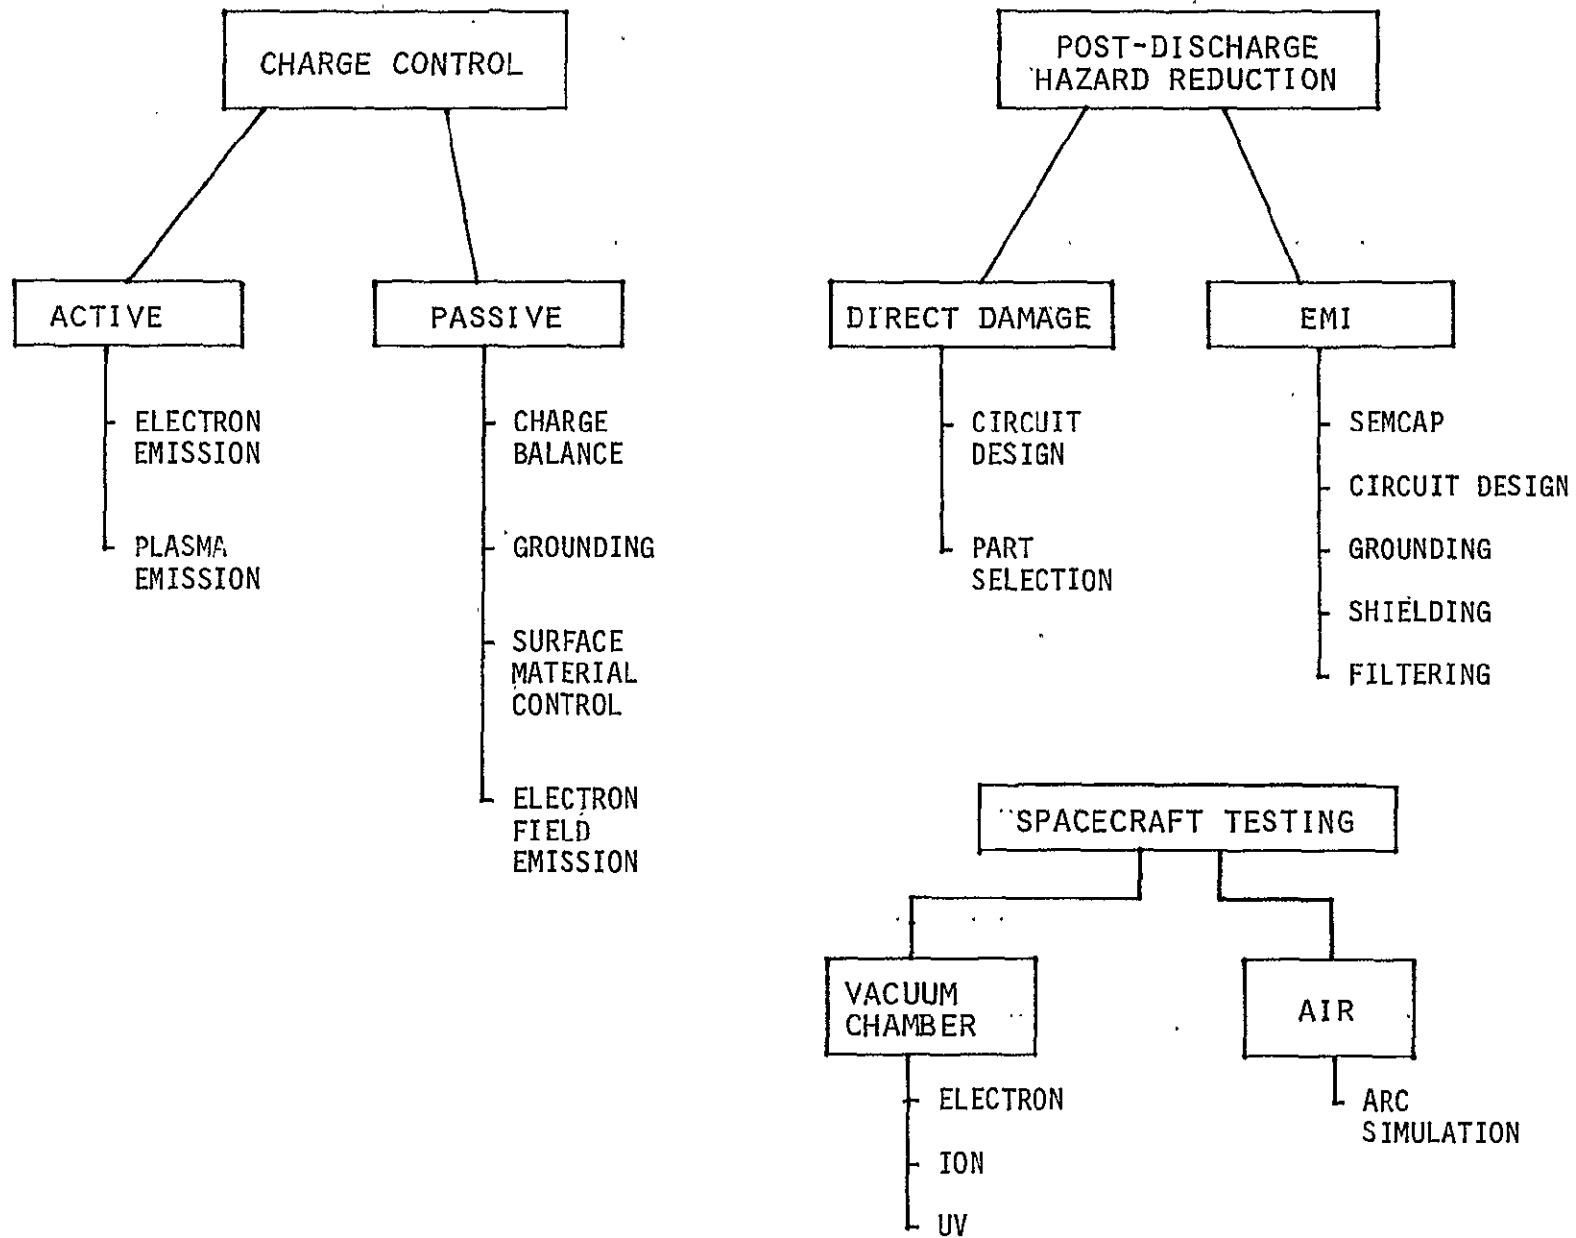 CHARGE CONTROL
ACTIVE
ELECTRON
EMISSION
PLASMA
EMISSION
PASSIVE
CHARGE
BALANCE
GROUNDING
SURFACE
MATERIAL
CONTROL
ELECTRON
FIELD
EMISSION
POST-DISCHARGE
HAZARD REDUCTION
DIRECT DAMAGE
CIRCUIT
DESIGN
PART
SELECTION
EMI
SEMCAP
CIRCUIT DESIGN
GROUNDING
SHIELDING
FILTERING
SPACECRAFT TESTING
VACUUM
CHAMBER
ELECTRON
ION
UV
AIR
ARC
SIMULATION